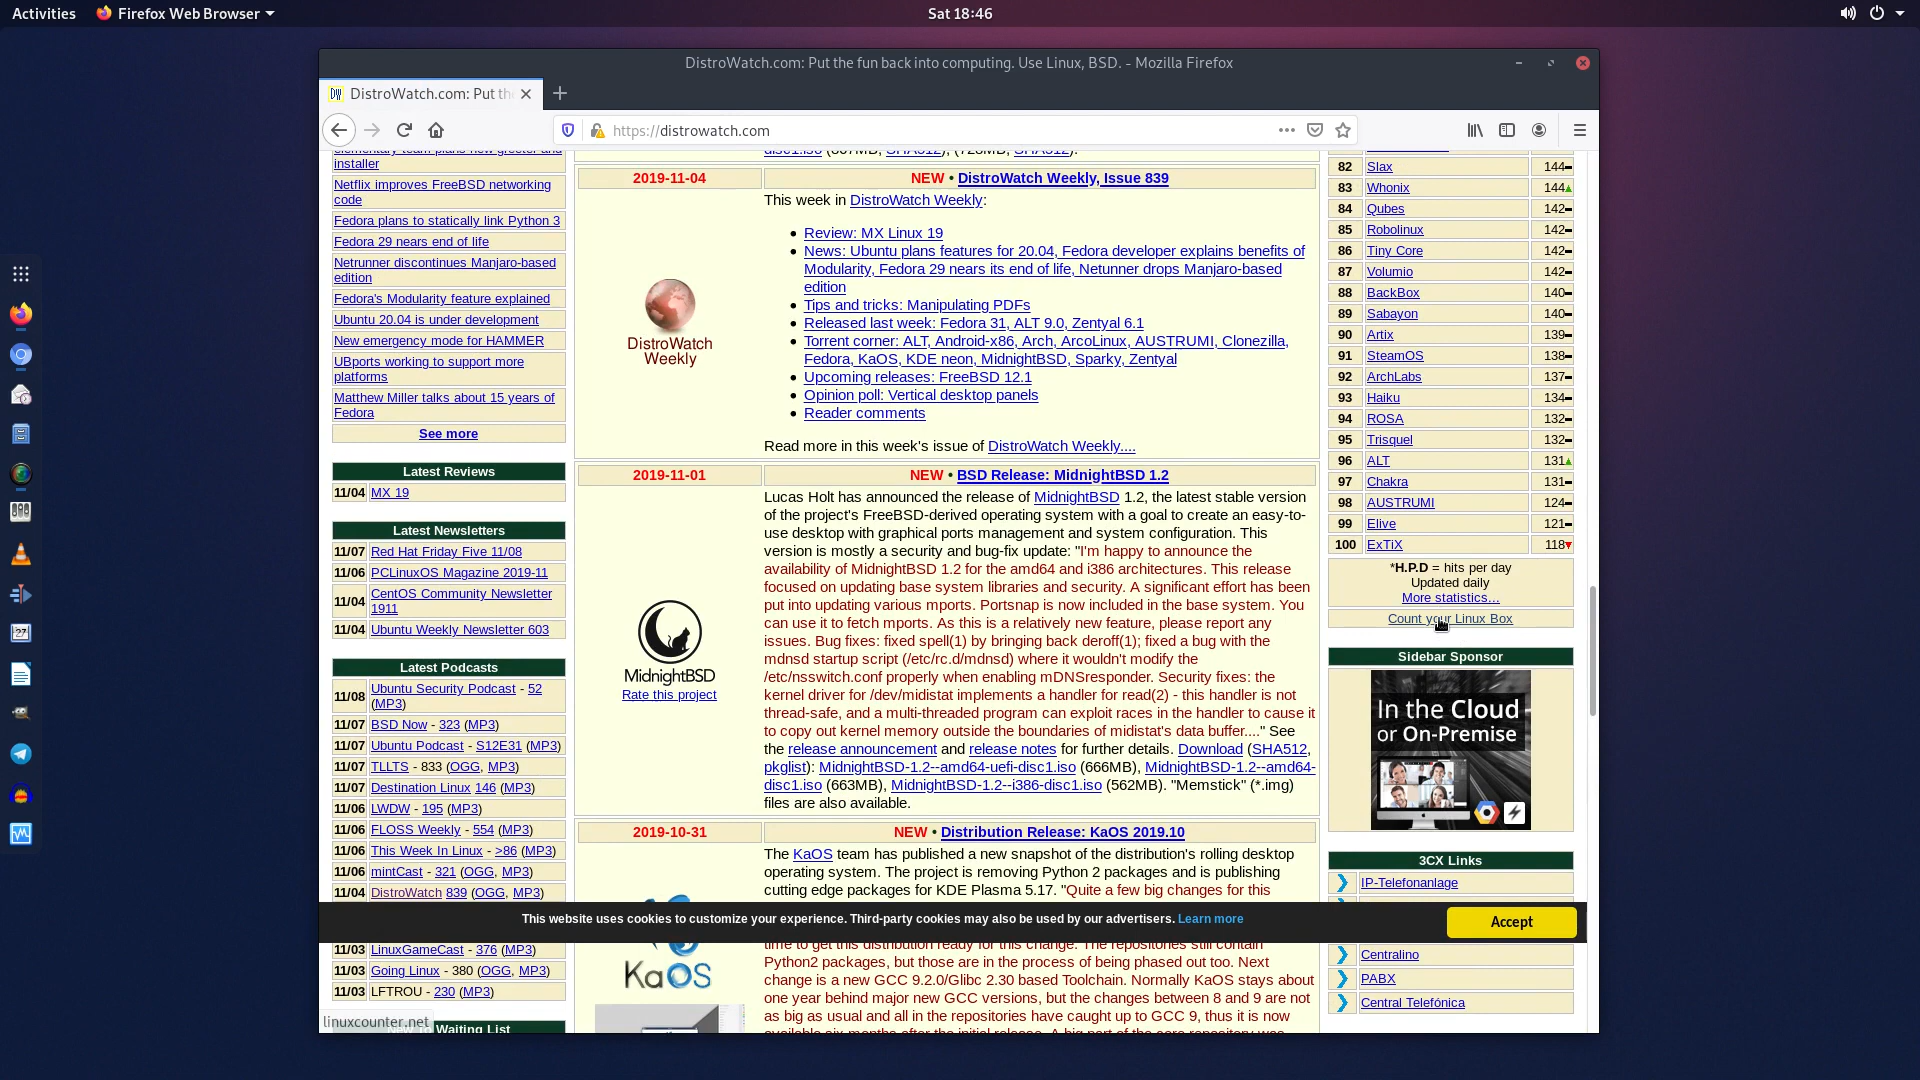 Activities
Firefox Web Browser
Sat 18:46
DistroWatch.com: Put the fun back into computing. Use Linux, BSD. - Mozilla Firefox
DistroWatch.com: Put th
https://distrowatch.com
elementary team plans new greeter and
installer
Netflix improves FreeBSD networking
code
Fedora plans to statically link Python 3
Fedora 29 nears end of life
Netrunner discontinues Manjaro-based
edition
Fedora's Modularity feature explained
Ubuntu 20.04 is under development
New emergency mode for HAMMER
UBports working to support more
platforms
Matthew Miller talks about 15 years of
Fedora
See more
Latest Reviews
11/04 MX 19
Latest Newsletters
11/07 Red Hat Friday Five 11/08
11/06 PCLinuxOS Magazine 2019-11
11/04 CentOS Community Newsletter
1911
11/04 Ubuntu Weekly Newsletter 603
Latest Podcasts
11/08 Ubuntu Security Podcast - 52
(MP3)
11/07 BSD Now - 323 (MP3)
11/07 Ubuntu Podcast - S12E31 (MP3)
11/07 TLLTS - 833 (OGG, MP3)
11/07 Destination Linux 146 (MP3)
11/06 LWDW - 195 (MP3)
11/06 FLOSS Weekly - 554 (MP3)
11/06 This Week In Linux - >86 (MP3)
11/06 mintCast - 321 (OGG, MP3)
11/04 DistroWatch 839 (OGG, MP3)
11/03 LinuxGameCast - 376 (MP3)
11/03 Going Linux - 380 (OGG, MP3)
11/03 LFTROU - 230 (MP3)
Waiting List
linuxcounter.net
disc1.iso (667MB, SHA512), (728MB, SHA512).
2019-11-04
NEW • DistroWatch Weekly, Issue 839
DistroWatch
Weekly
This week in DistroWatch Weekly:
• Review: MX Linux 19
• News: Ubuntu plans features for 20.04, Fedora developer explains benefits of
Modularity, Fedora 29 nears its end of life, Netunner drops Manjaro-based
edition
• Tips and tricks: Manipulating PDFs
• Released last week: Fedora 31, ALT 9.0, Zentyal 6.1
• Torrent corner: ALT, Android-x86, Arch, ArcoLinux, AUSTRUMI, Clonezilla,
Fedora, KaOS, KDE neon, MidnightBSD, Sparky, Zentyal
• Upcoming releases: FreeBSD 12.1
• Opinion poll: Vertical desktop panels
• Reader comments
Read more in this week's issue of DistroWatch Weekly....
2019-11-01
NEW • BSD Release: MidnightBSD 1.2
MidnightBSD
Rate this project
Lucas Holt has announced the release of MidnightBSD 1.2, the latest stable version
of the project's FreeBSD-derived operating system with a goal to create an easy-to-
use desktop with graphical ports management and system configuration. This
version is mostly a security and bug-fix update: "I'm happy to announce the
availability of MidnightBSD 1.2 for the amd64 and i386 architectures. This release
focused on updating base system libraries and security. A significant effort has been
put into updating various mports. Portsnap is now included in the base system. You
can use it to fetch mports. As this is a relatively new feature, please report any
issues. Bug fixes: fixed spell(1) by bringing back deroff(1); fixed a bug with the
mdnsd startup script (/etc/rc.d/mdnsd) where it wouldn't modify the
/etc/nsswitch.conf properly when enabling mDNSresponder. Security fixes: the
kernel driver for /dev/midistat implements a handler for read(2) - this handler is not
thread-safe, and a multi-threaded program can exploit races in the handler to cause it
to copy out kernel memory outside the boundaries of midistat's data buffer...." See
the release announcement and release notes for further details. Download (SHA512,
pkglist): MidnightBSD-1.2--amd64-uefi-disc1.iso (666MB), MidnightBSD-1.2--amd64-
disc1.iso (663MB), MidnightBSD-1.2--i386-disc1.iso (562MB). "Memstick" (*.img)
files are also available.
2019-10-31
NEW • Distribution Release: KaOS 2019.10
KaOS
The KaOS team has published a new snapshot of the distribution's rolling desktop
operating system. The project is removing Python 2 packages and is publishing
cutting edge packages for KDE Plasma 5.17. "Quite a few big changes for this
time to get this distribution ready for this change. The repositories still contain
Python2 packages, but those are in the process of being phased out too. Next
change is a new GCC 9.2.0/Glibc 2.30 based Toolchain. Normally KaOS stays about
one year behind major new GCC versions, but the changes between 8 and 9 are not
as big as usual and all in the repositories have caught up to GCC 9, thus it is now
available six months after the initial release. A big part of the core repository was
82 Slax 144
83 Whonix 144
84 Qubes 142
85 Robolinux 142
86 Tiny Core 142
87 Volumio 142
88 BackBox 140
89 Sabayon 140
90 Artix 139
91 SteamOS 138
92 ArchLabs 137
93 Haiku 134
94 ROSA 132
95 Trisquel 132
96 ALT 131
97 Chakra 131
98 AUSTRUMI 124
99 Elive 121
100 ExTiX 118
*H.P.D = hits per day
Updated daily
More statistics...
Count your Linux Box
Sidebar Sponsor
In the Cloud
or On-Premise
3CX Links
IP-Telefonanlage
Centralino
PABX
Central Telefónica
This website uses cookies to customize your experience. Third-party cookies may also be used by our advertisers. Learn more
Accept